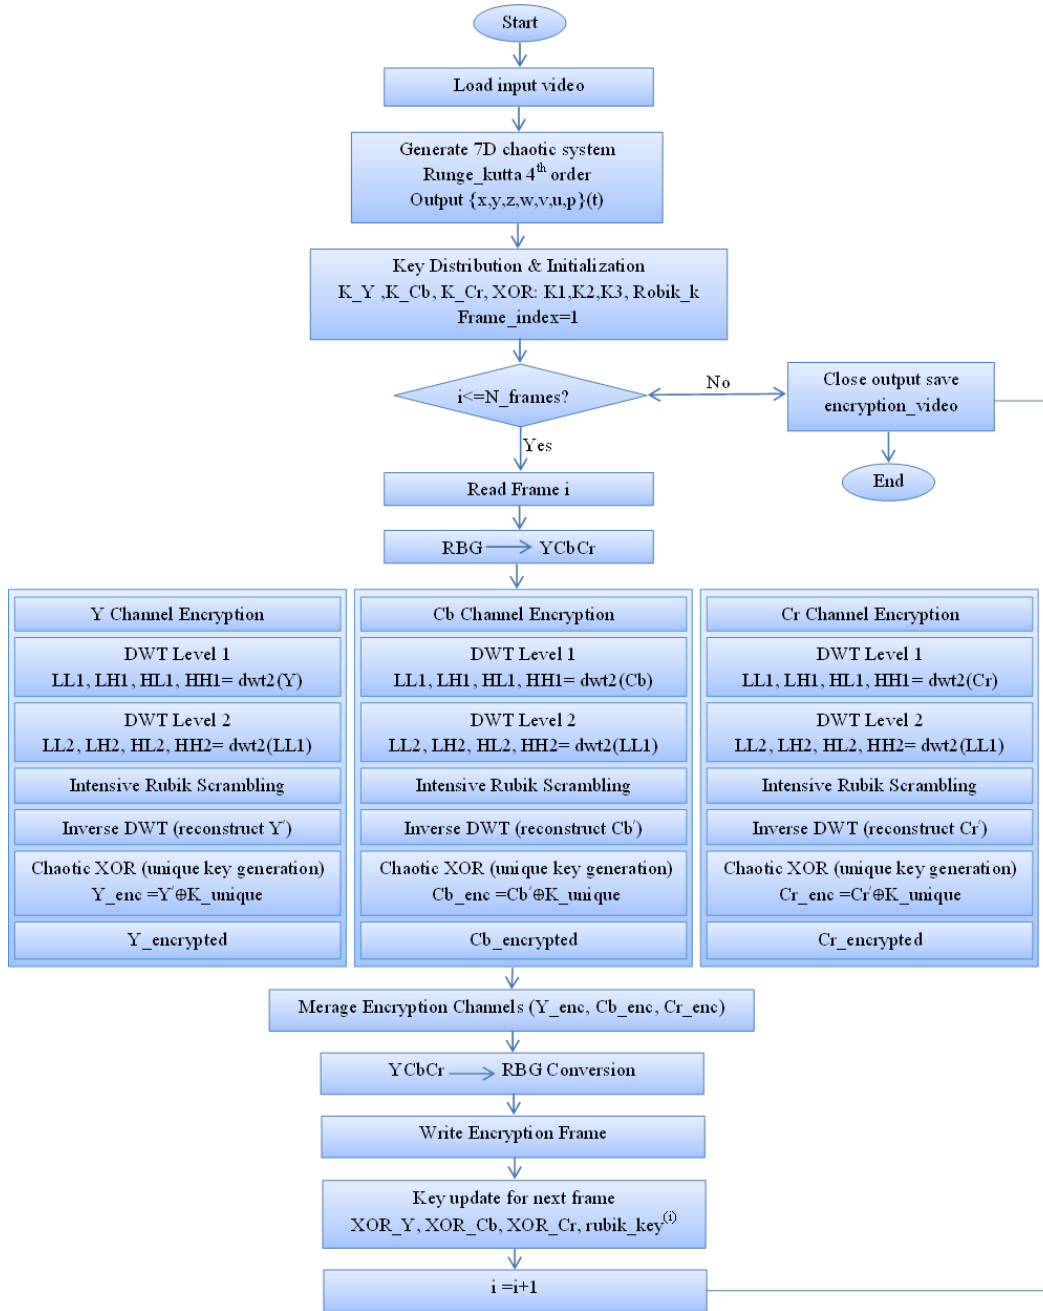 Start
Load input video
Generate 7D chaotic system
Runge_kutta 4th order
Output {x,y,z,w,v,u,p}(t)
Key Distribution & Initialization
K_Y ,K_Cb, K_Cr, XOR: K1,K2,K3, Robik_k
Frame_index=1
i<=N_frames?
No
Close output save
encryption_video
Yes
End
Read Frame i
RBG → YCbCr
Y Channel Encryption
DWT Level 1
LL1, LH1, HL1, HH1= dwt2(Y)
DWT Level 2
LL2, LH2, HL2, HH2= dwt2(LL1)
Intensive Rubik Scrambling
Inverse DWT (reconstruct Y′)
Chaotic XOR (unique key generation)
Y_enc =Y′⊕K_unique
Y_encrypted
Cb Channel Encryption
DWT Level 1
LL1, LH1, HL1, HH1= dwt2(Cb)
DWT Level 2
LL2, LH2, HL2, HH2= dwt2(LL1)
Intensive Rubik Scrambling
Inverse DWT (reconstruct Cb′)
Chaotic XOR (unique key generation)
Cb_enc =Cb′⊕K_unique
Cb_encrypted
Cr Channel Encryption
DWT Level 1
LL1, LH1, HL1, HH1= dwt2(Cr)
DWT Level 2
LL2, LH2, HL2, HH2= dwt2(LL1)
Intensive Rubik Scrambling
Inverse DWT (reconstruct Cr′)
Chaotic XOR (unique key generation)
Cr_enc =Cr′⊕K_unique
Cr_encrypted
Merage Encryption Channels (Y_enc, Cb_enc, Cr_enc)
YCbCr → RBG Conversion
Write Encryption Frame
Key update for next frame
XOR_Y, XOR_Cb, XOR_Cr, rubik_key(i)
i =i+1